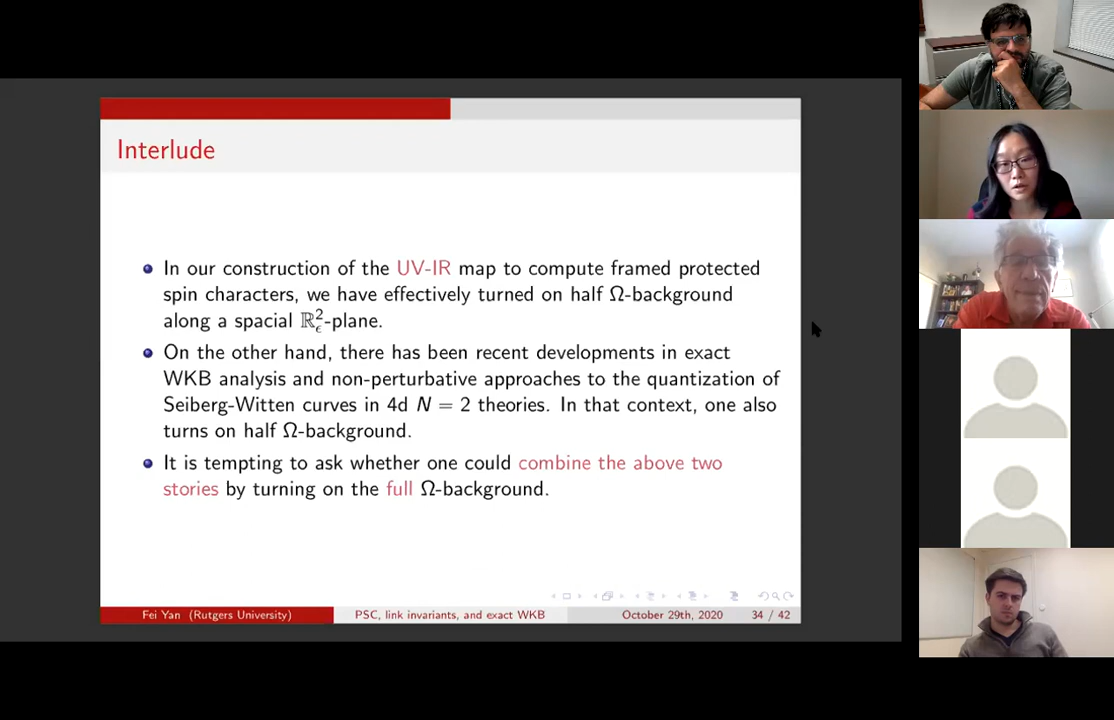 Interlude
In our construction of the UV-IR map to compute framed protected
spin characters, we have effectively turned on half Ω-background
along a spacial ℝ²_ϵ-plane.
On the other hand, there has been recent developments in exact
WKB analysis and non-perturbative approaches to the quantization of
Seiberg-Witten curves in 4d N = 2 theories. In that context, one also
turns on half Ω-background.
It is tempting to ask whether one could combine the above two
stories by turning on the full Ω-background.
Fei Yan (Rutgers University) PSC, link invariants, and exact WKB October 29th, 2020 34 / 42